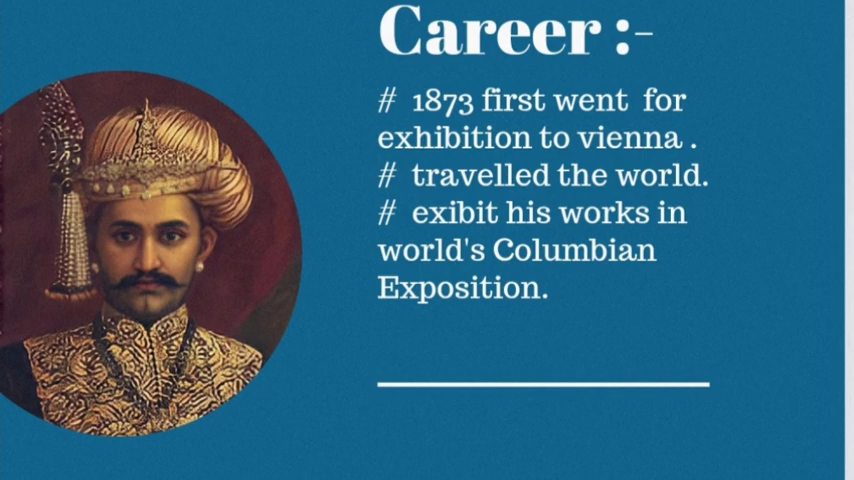 Career :-
# 1873 first went for
exhibition to vienna .
# travelled the world.
# exibit his works in
world's Columbian
Exposition.